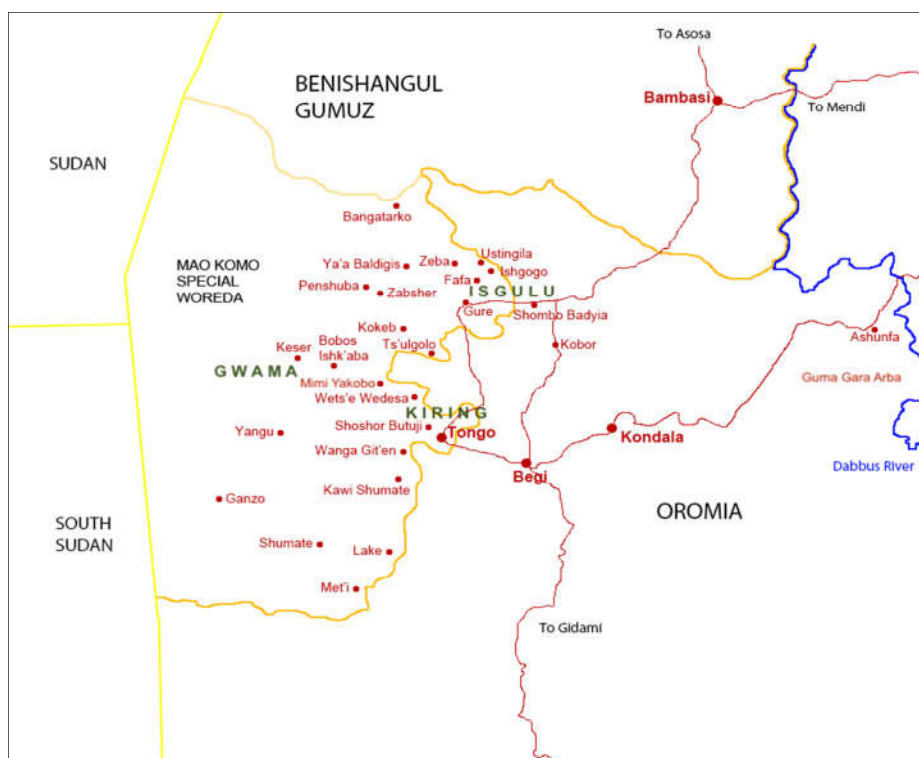 To Asosa
BENISHANGUL
GUMUZ
Bambasi
To Mendi
SUDAN
Bangatarko
Ustingila
Zeba
Ya'a Baldigis
Ishgogo
MAO KOMO
SPECIAL
WOREDA
Fafa
Penshuba
Zabsher
ISGULU
Gure
Shombo Badyia
Kokeb
Ashunfa
Bobos
Ishk'aba
Kobor
Keser
Ts'ulgolo
GWAMA
Guma Gara Arba
Mimi Yakobo
Wets'e Wedesa
KIRING
Shoshor Butuji
Tongo
Yangu
Kondala
Wanga Git'en
Dabbus River
Begi
Kawi Shumate
Ganzo
OROMIA
SOUTH
SUDAN
Shumate
Lake
Met'i
To Gidami